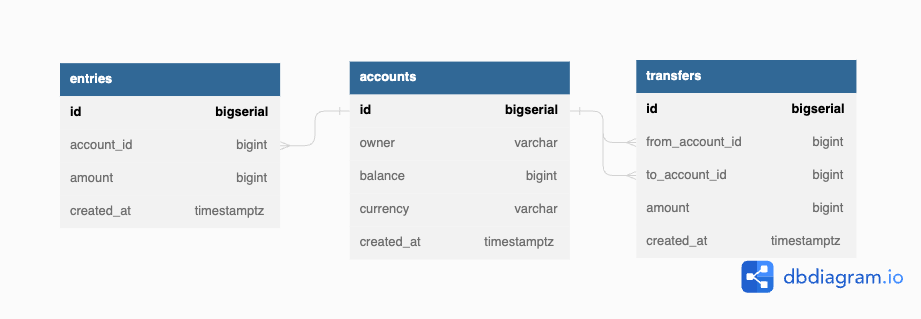 entries
id bigserial
account_id bigint
amount bigint
created_at timestamptz
accounts
id bigserial
owner varchar
balance bigint
currency varchar
created_at timestamptz
transfers
id bigserial
from_account_id bigint
to_account_id bigint
amount bigint
created_at timestamptz
dbdiagram.io